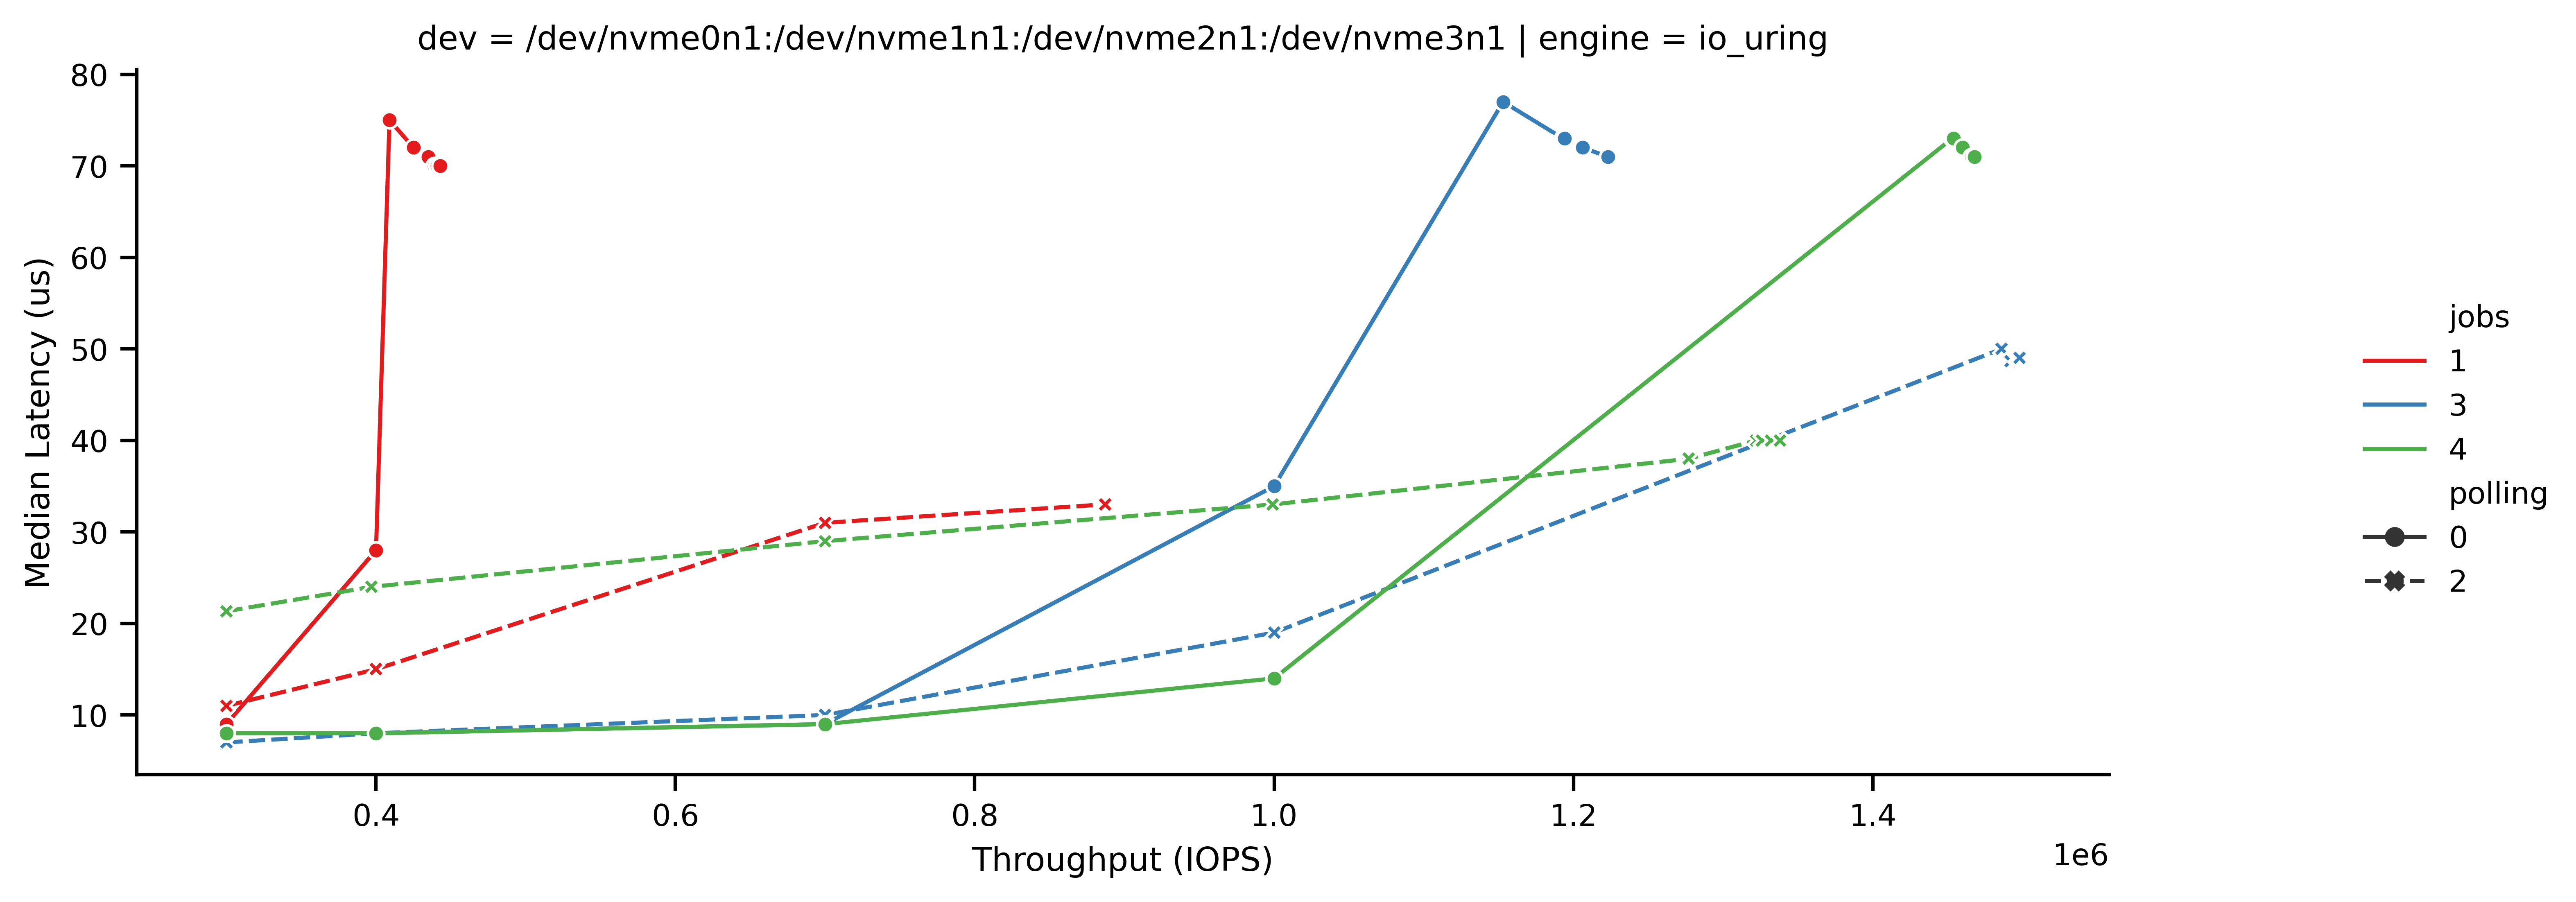 dev = /dev/nvme0n1:/dev/nvme1n1:/dev/nvme2n1:/dev/nvme3n1 | engine = io_uring
Median Latency (us)
80
70
60
50
40
30
20
10
0.4 0.6 0.8 1.0 1.2 1.4
1e6
Throughput (IOPS)
jobs
1
3
4
polling
0
2